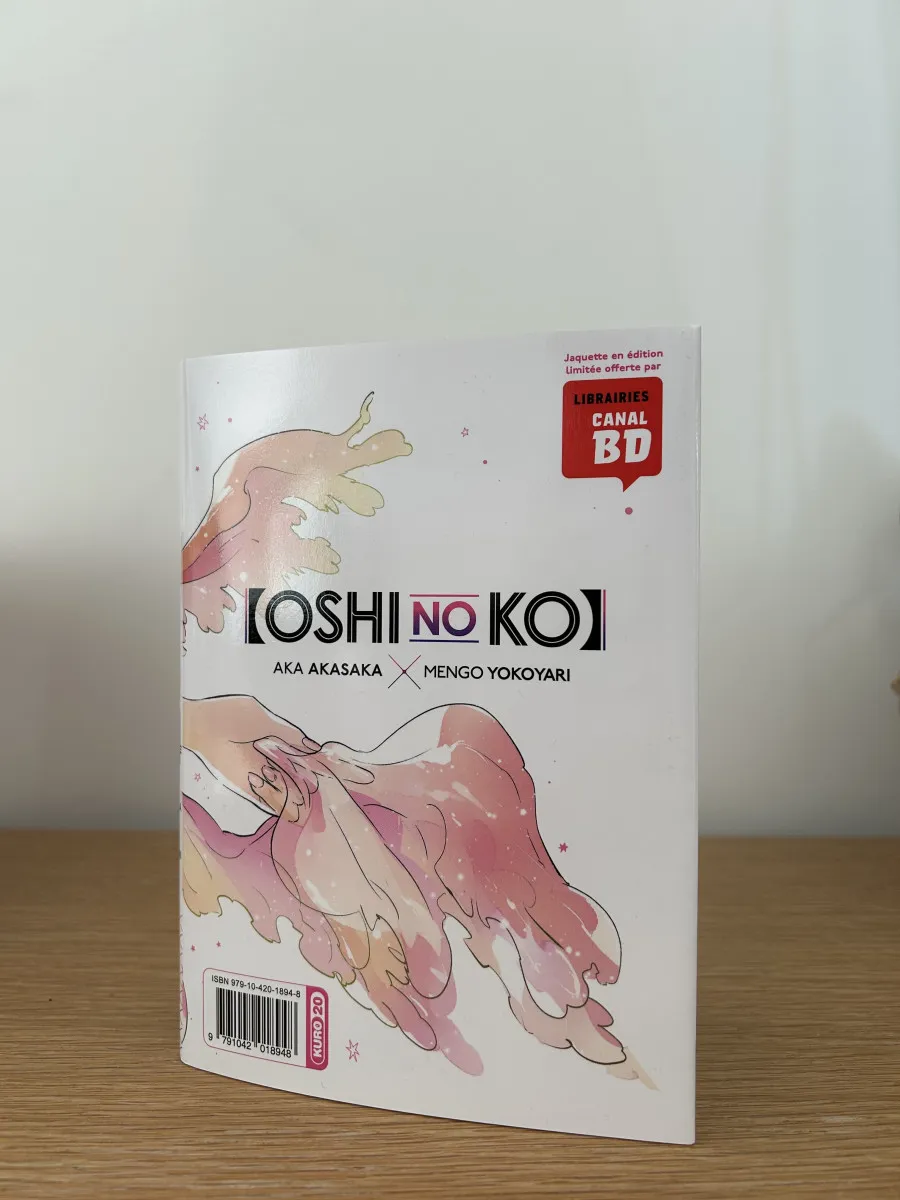 Jaquette en édition
limitée offerte par
LIBRAIRIES
CANAL
BD
【OSHI NO KO】
AKA AKASAKA × MENGO YOKOYARI
ISBN 979-10-420-1894-8
9 791042 018948
KURO 20